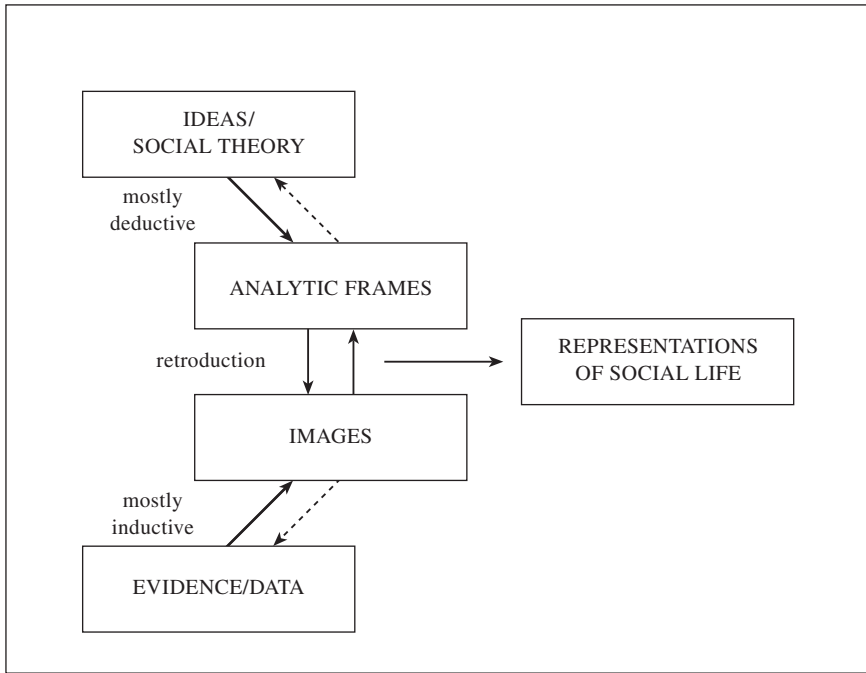 IDEAS/
SOCIAL THEORY
mostly
deductive
ANALYTIC FRAMES
retroduction
REPRESENTATIONS
OF SOCIAL LIFE
IMAGES
mostly
inductive
EVIDENCE/DATA